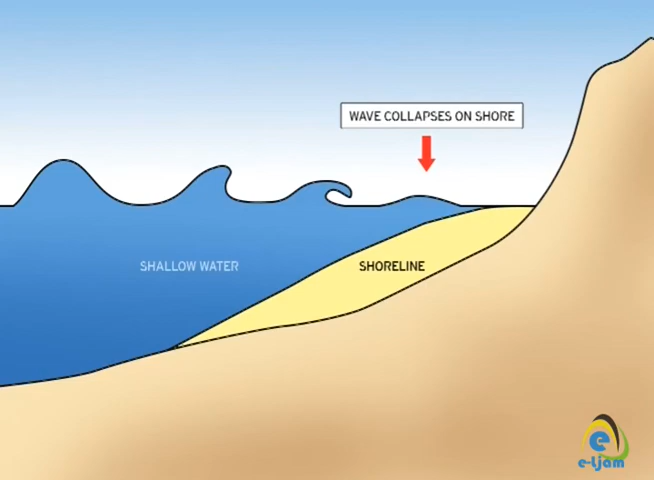 WAVE COLLAPSES ON SHORE
SHALLOW WATER
SHORELINE
e
e-Ljam